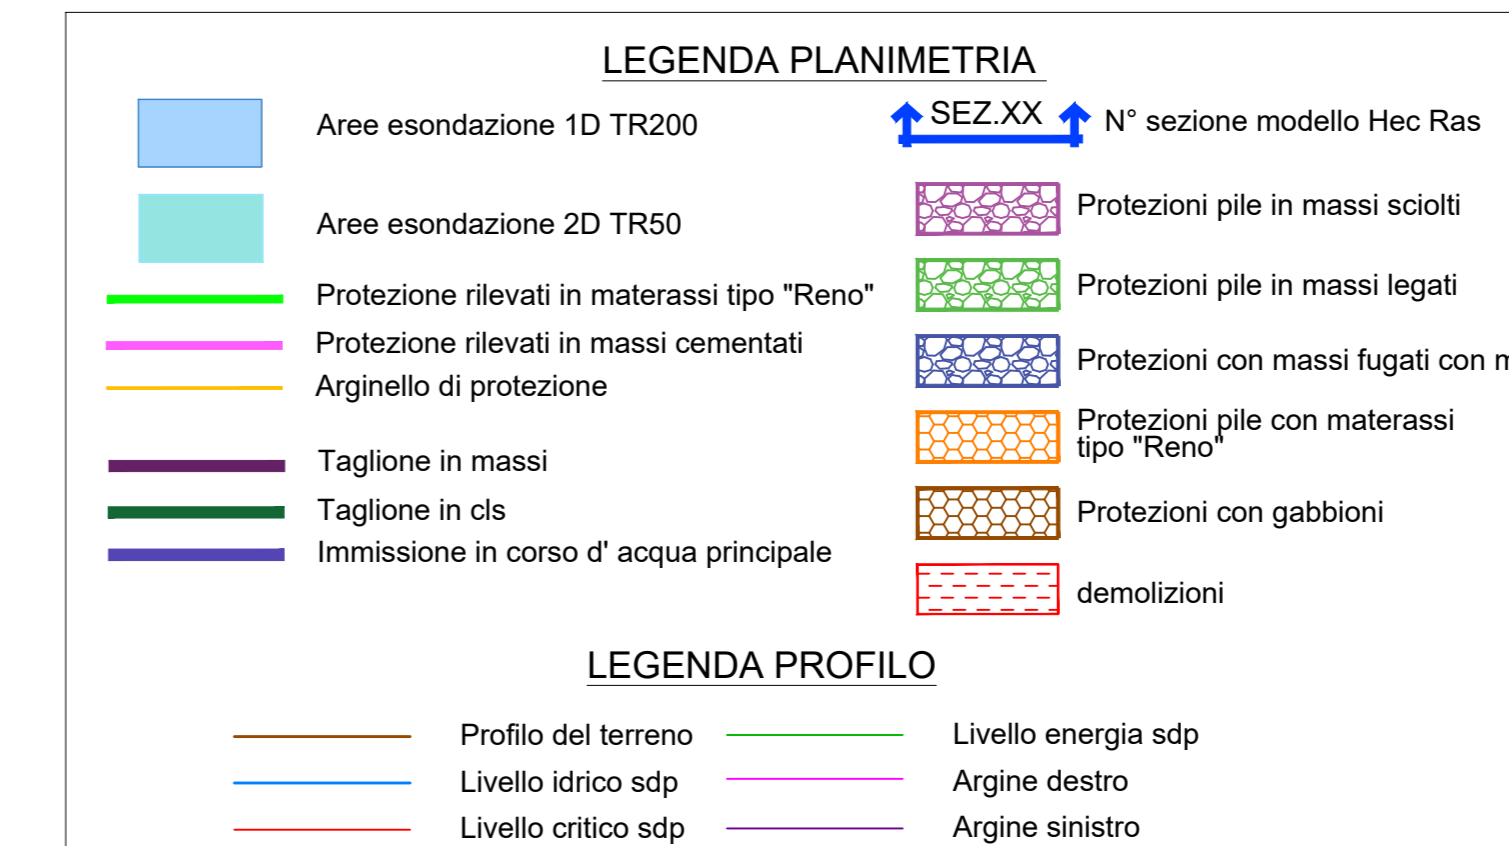 LEGENDA PLANIMETRIA
Aree esondazione 1D TR200
Aree esondazione 2D TR50
Protezione rilevati in materassi tipo "Reno"
Protezione rilevati in massi cementati
Arginello di protezione
Taglione in massi
Taglione in cls
Immissione in corso d' acqua principale
SEZ.XX
N° sezione modello Hec Ras
Protezioni pile in massi sciolti
Protezioni pile in massi legati
Protezioni con massi fugati con
Protezioni pile con materassi
tipo "Reno"
Protezioni con gabbioni
demolizioni
LEGENDA PROFILO
Profilo del terreno
Livello idrico sdp
Livello critico sdp
Livello energia sdp
Argine destro
Argine sinistro